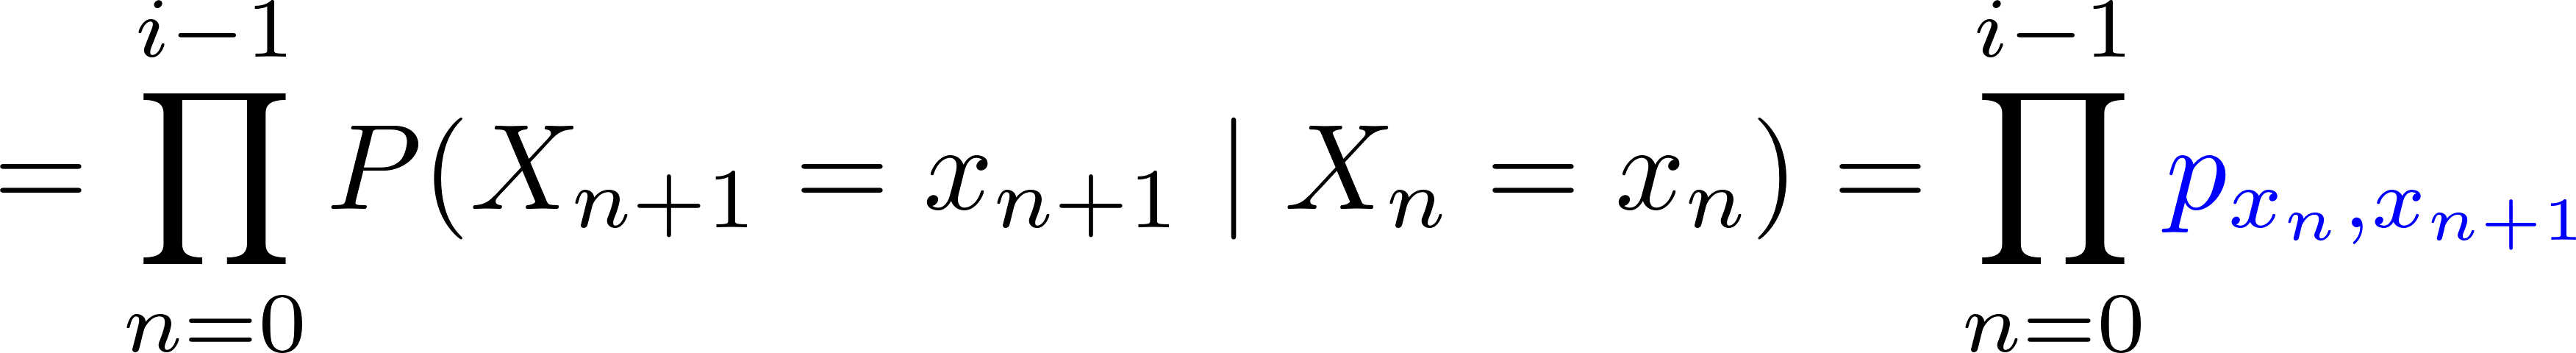 = \prod_{n=0}^{i-1} P(X_{n+1} = x_{n+1} \mid X_n = x_n) = \prod_{n=0}^{i-1} p_{x_n, x_{n+1}}